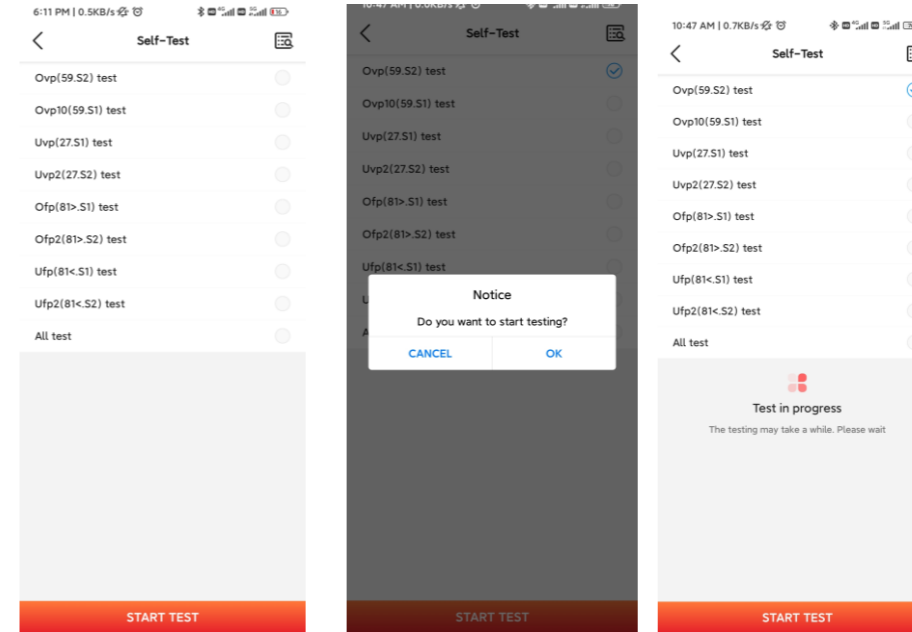 6:11 PM | 0.5KB/s
Self-Test
Ovp(59.S2) test
Ovp10(59.S1) test
Uvp(27.S1) test
Uvp2(27.S2) test
Ofp(81>.S1) test
Ofp2(81>.S2) test
Ufp(81<.S1) test
Ufp2(81<.S2) test
All test
START TEST
Self-Test
Ovp(59.S2) test
Ovp10(59.S1) test
Uvp(27.S1) test
Uvp2(27.S2) test
Ofp(81>.S1) test
Ofp2(81>.S2) test
Ufp(81<.S1) test
Notice
Do you want to start testing?
CANCEL OK
START TEST
10:47 AM | 0.7KB/s
Self-Test
Ovp(59.S2) test
Ovp10(59.S1) test
Uvp(27.S1) test
Uvp2(27.S2) test
Ofp(81>.S1) test
Ofp2(81>.S2) test
Ufp(81<.S1) test
Ufp2(81<.S2) test
All test
Test in progress
The testing may take a while. Please wait
START TEST